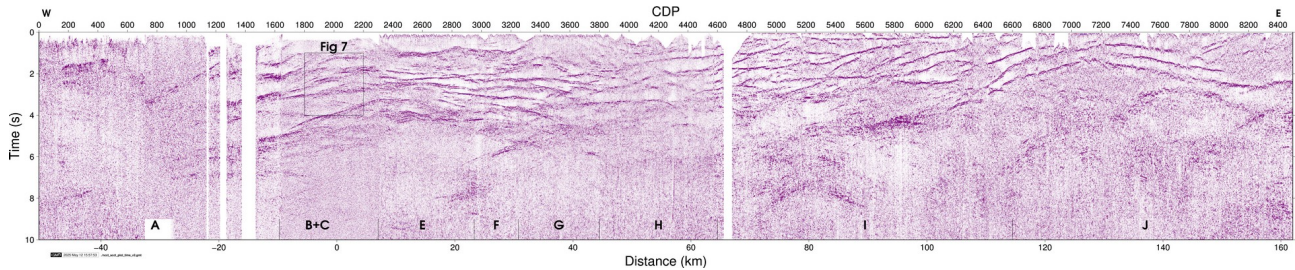 W CDP E
0 200 400 600 800 1000 1200 1400 1600 1800 2000 2200 2400 2600 2800 3000 3200 3400 3600 3800 4000 4200 4400 4600 4800 5000 5200 5400 5600 5800 6000 6200 6400 6600 6800 7000 7200 7400 7600 7800 8000 8200 8400
0
Fig 7
2
4
Time (s)
6
8
A B+C E F G H I J
10
−40 −20 0 20 40 60 80 100 120 140 160
Distance (km)